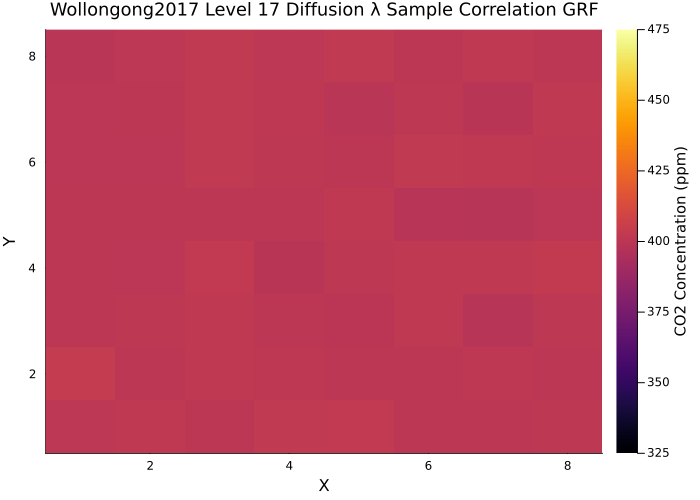 Wollongong2017 Level 17 Diffusion λ Sample Correlation GRF
8
6
4
2
Y
2 4 6 8
X
475
450
425
400
375
350
325
CO2 Concentration (ppm)